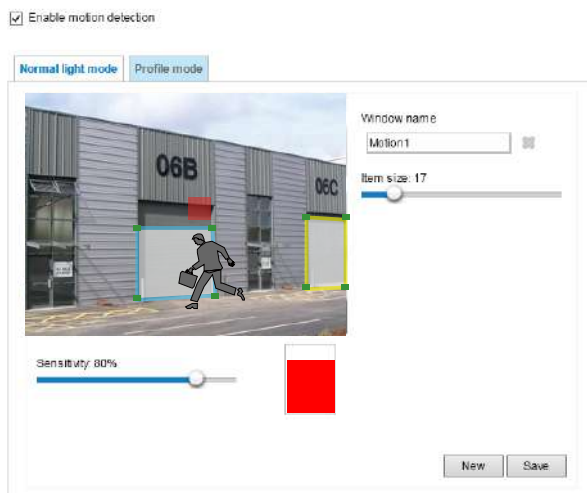 Enable motion detection
Normal light mode
Profile mode
Window name
Motion1
Item size: 17
06B
06C
Sensitivity: 80%
New
Save